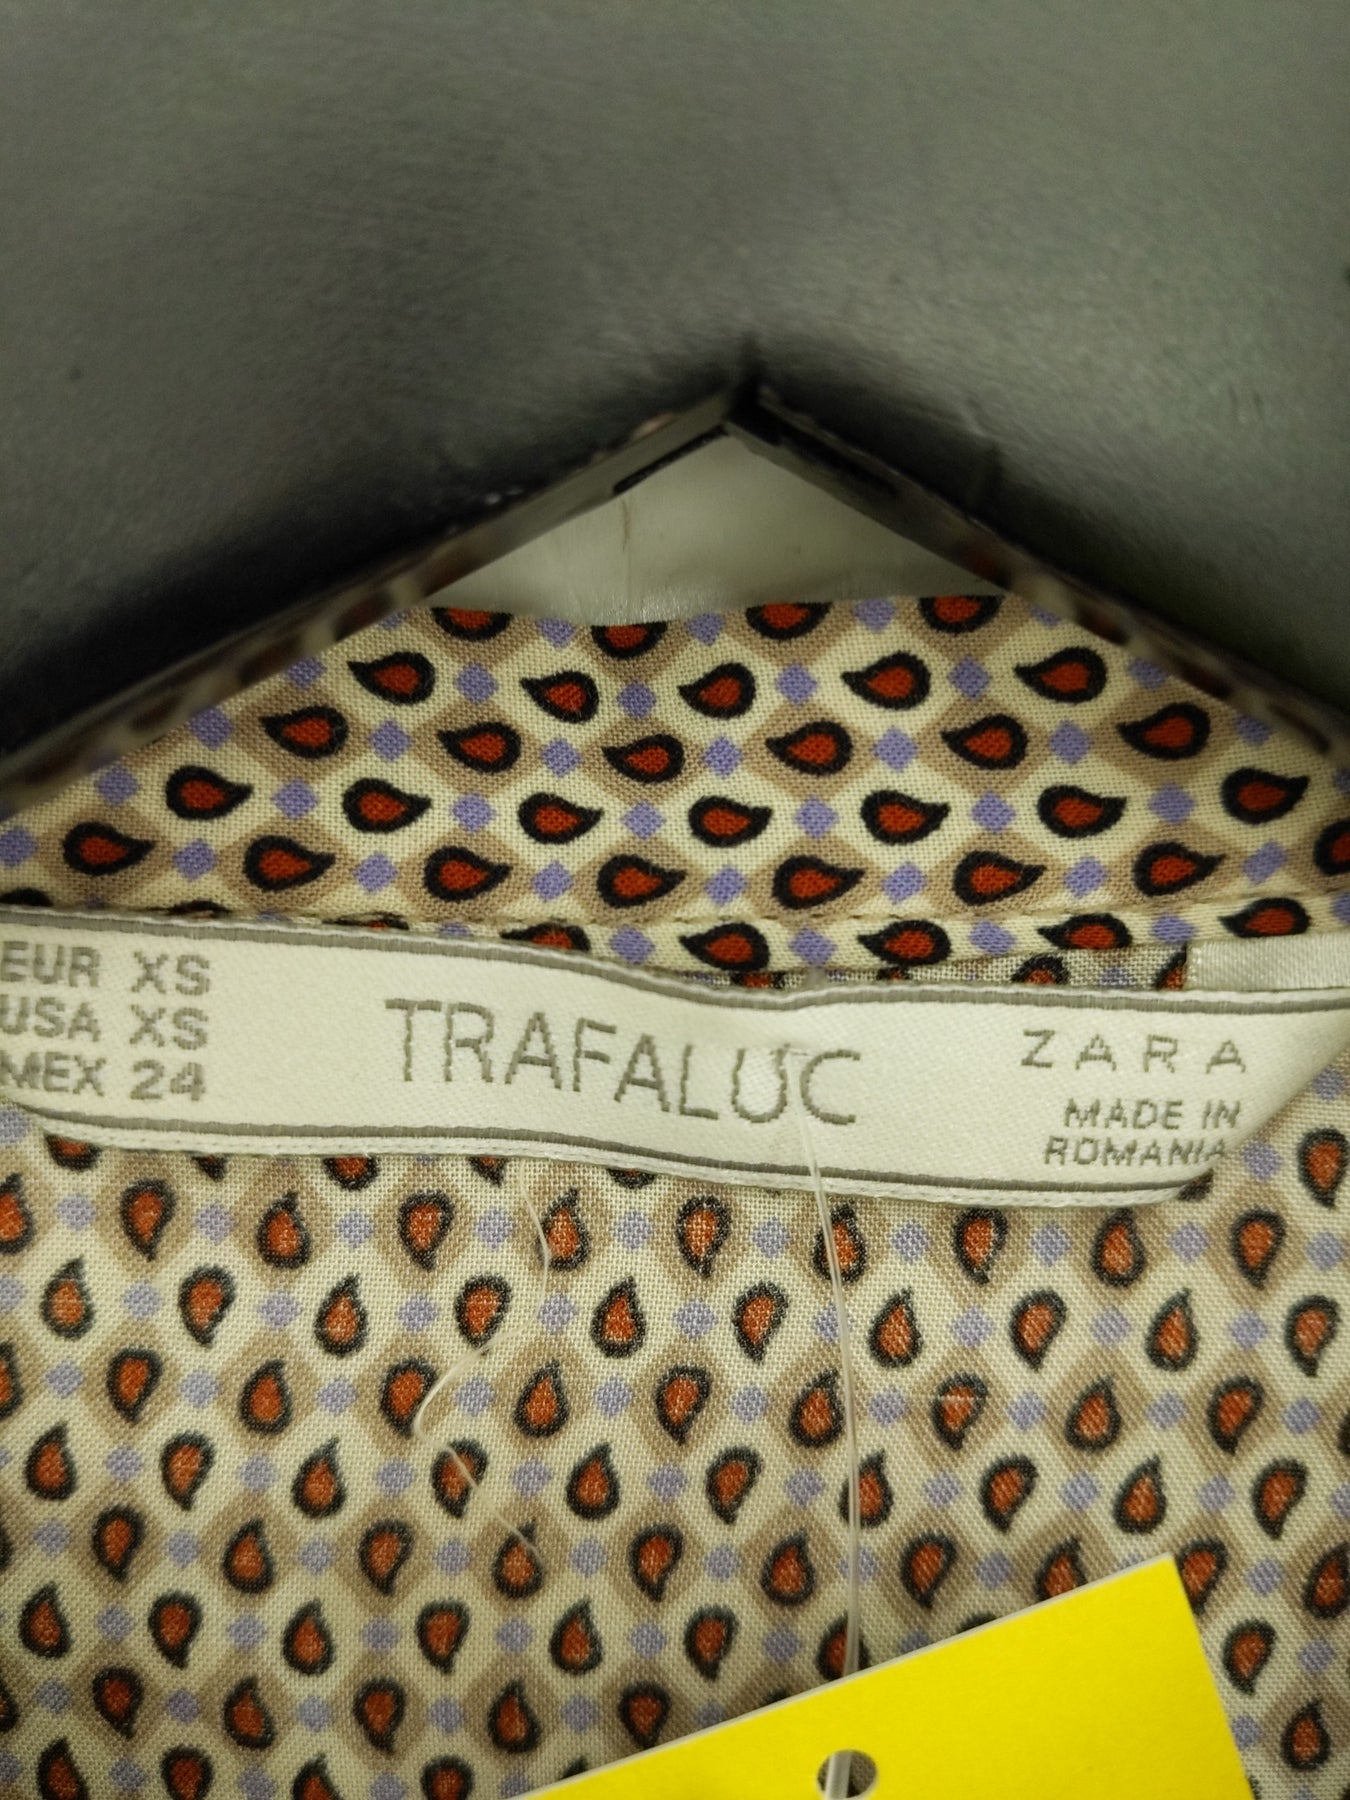 EUR XS
USA XS
MEX 24
TRAFALUC
ZARA
MADE IN
ROMANIA